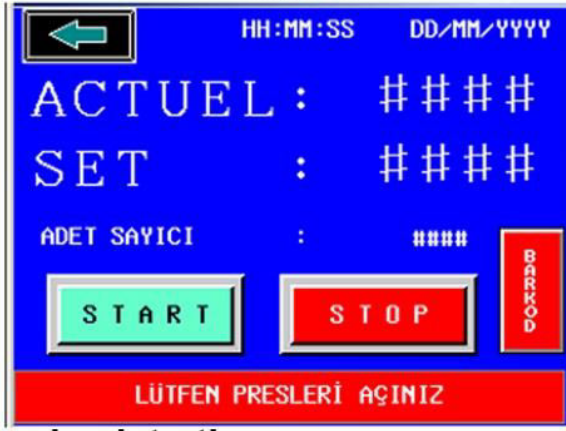 HH:MM:SS DD/MM/YYYY
ACTUEL : ####
SET : ####
ADET SAYICI : ####
BARKOD
START STOP
LÜTFEN PRESLERİ AÇINIZ